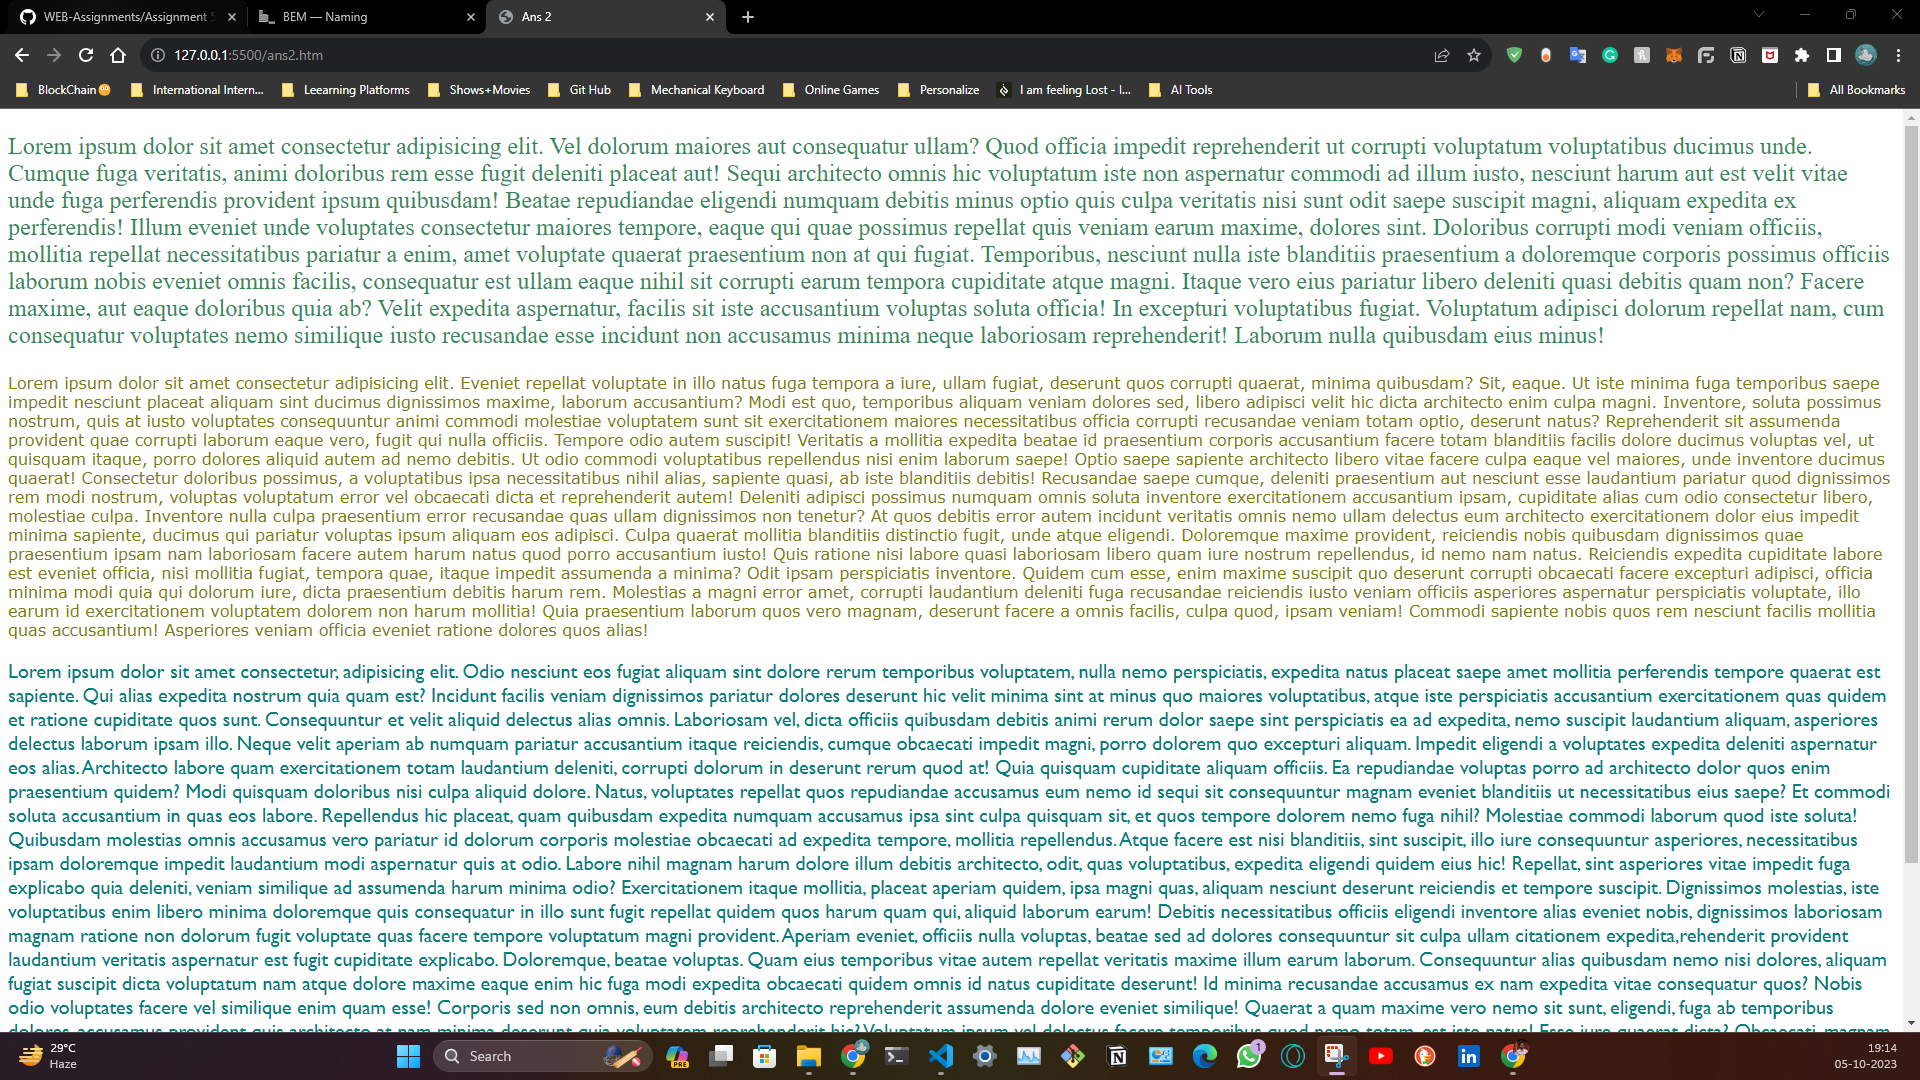 WEB-Assignments/Assignment 5
BEM — Naming
Ans 2
127.0.0.1:5500/ans2.htm
BlockChain
International Intern...
Leearning Platforms
Shows+Movies
Git Hub
Mechanical Keyboard
Online Games
Personalize
I am feeling Lost - I...
AI Tools
All Bookmarks
Lorem ipsum dolor sit amet consectetur adipisicing elit. Vel dolorum maiores aut consequatur ullam? Quod officia impedit reprehenderit ut corrupti voluptatum voluptatibus ducimus unde.
Cumque fuga veritatis, animi doloribus rem esse fugit deleniti placeat aut! Sequi architecto omnis hic voluptatum iste non aspernatur commodi ad illum iusto, nesciunt harum aut est velit vitae
unde fuga perferendis provident ipsum quibusdam! Beatae repudiandae eligendi numquam debitis minus optio quis culpa veritatis nisi sunt odit saepe suscipit magni, aliquam expedita ex
perferendis! Illum eveniet unde voluptates consectetur maiores tempore, eaque qui quae possimus repellat quis veniam earum maxime, dolores sint. Doloribus corrupti modi veniam officiis,
mollitia repellat necessitatibus pariatur a enim, amet voluptate quaerat praesentium non at qui fugiat. Temporibus, nesciunt nulla iste blanditiis praesentium a doloremque corporis possimus officiis
laborum nobis eveniet omnis facilis, consequatur est ullam eaque nihil sit corrupti earum tempora cupiditate atque magni. Itaque vero eius pariatur libero deleniti quasi debitis quam non? Facere
maxime, aut eaque doloribus quia ab? Velit expedita aspernatur, facilis sit iste accusantium voluptas soluta officia! In excepturi voluptatibus fugiat. Voluptatum adipisci dolorum repellat nam, cum
consequatur voluptates nemo similique iusto recusandae esse incidunt non accusamus minima neque laboriosam reprehenderit! Laborum nulla quibusdam eius minus!
Lorem ipsum dolor sit amet consectetur adipisicing elit. Eveniet repellat voluptate in illo natus fuga tempora a iure, ullam fugiat, deserunt quos corrupti quaerat, minima quibusdam? Sit, eaque. Ut iste minima fuga temporibus saepe
impedit nesciunt placeat aliquam sint ducimus dignissimos maxime, laborum accusantium? Modi est quo, temporibus aliquam veniam dolores sed, libero adipisci velit hic dicta architecto enim culpa magni. Inventore, soluta possimus
nostrum, quis at iusto voluptates consequuntur animi commodi molestiae voluptatem sunt sit exercitationem maiores necessitatibus officia corrupti recusandae veniam totam optio, deserunt natus? Reprehenderit sit assumenda
provident quae corrupti laborum eaque vero, fugit qui nulla officiis. Tempore odio autem suscipit! Veritatis a mollitia expedita beatae id praesentium corporis accusantium facere totam blanditiis facilis dolore ducimus voluptas vel, ut
quisquam itaque, porro dolores aliquid autem ad nemo debitis. Ut odio commodi voluptatibus repellendus nisi enim laborum saepe! Optio saepe sapiente architecto libero vitae facere culpa eaque vel maiores, unde inventore ducimus
quaerat! Consectetur doloribus possimus, a voluptatibus ipsa necessitatibus nihil alias, sapiente quasi, ab iste blanditiis debitis! Recusandae saepe cumque, deleniti praesentium aut nesciunt esse laudantium pariatur quod dignissimos
rem modi nostrum, voluptas voluptatum error vel obcaecati dicta et reprehenderit autem! Deleniti adipisci possimus numquam omnis soluta inventore exercitationem accusantium ipsam, cupiditate alias cum odio consectetur libero,
molestiae culpa. Inventore nulla culpa praesentium error recusandae quas ullam dignissimos non tenetur? At quos debitis error autem incidunt veritatis omnis nemo ullam delectus eum architecto exercitationem dolor eius impedit
minima sapiente, ducimus qui pariatur voluptas ipsum aliquam eos adipisci. Culpa quaerat mollitia blanditiis distinctio fugit, unde atque eligendi. Doloremque maxime provident, reiciendis nobis quibusdam dignissimos quae
praesentium ipsam nam laboriosam facere autem harum natus quod porro accusantium iusto! Quis ratione nisi labore quasi laboriosam libero quam iure nostrum repellendus, id nemo nam natus. Reiciendis expedita cupiditate labore
est eveniet officia, nisi mollitia fugiat, tempora quae, itaque impedit assumenda a minima? Odit ipsam perspiciatis inventore. Quidem cum esse, enim maxime suscipit quo deserunt corrupti obcaecati facere excepturi adipisci, officia
minima modi quia qui dolorum iure, dicta praesentium debitis harum rem. Molestias a magni error amet, corrupti laudantium deleniti fuga recusandae reiciendis iusto veniam officiis asperiores aspernatur perspiciatis voluptate, illo
earum id exercitationem voluptatem dolorem non harum mollitia! Quia praesentium laborum quos vero magnam, deserunt facere a omnis facilis, culpa quod, ipsam veniam! Commodi sapiente nobis quos rem nesciunt facilis mollitia
quas accusantium! Asperiores veniam officia eveniet ratione dolores quos alias!
Lorem ipsum dolor sit amet consectetur, adipisicing elit. Odio nesciunt eos fugiat aliquam sint dolore rerum temporibus voluptatem, nulla nemo perspiciatis, expedita natus placeat saepe amet mollitia perferendis tempore quaerat est
sapiente. Qui alias expedita nostrum quia quam est? Incidunt facilis veniam dignissimos pariatur dolores deserunt hic velit minima sint at minus quo maiores voluptatibus, atque iste perspiciatis accusantium exercitationem quas quidem
et ratione cupiditate quos sunt. Consequuntur et velit aliquid delectus alias omnis. Laboriosam vel, dicta officiis quibusdam debitis animi rerum dolor saepe sint perspiciatis ea ad expedita, nemo suscipit laudantium aliquam, asperiores
delectus laborum ipsam illo. Neque velit aperiam ab numquam pariatur accusantium itaque reiciendis, cumque obcaecati impedit magni, porro dolorem quo excepturi aliquam. Impedit eligendi a voluptates expedita deleniti aspernatur
eos alias. Architecto labore quam exercitationem totam laudantium deleniti, corrupti dolorum in deserunt rerum quod at! Quia quisquam cupiditate aliquam officiis. Ea repudiandae voluptas porro ad architecto dolor quos enim
praesentium quidem? Modi quisquam doloribus nisi culpa aliquid dolore. Natus, voluptates repellat quos repudiandae accusamus eum nemo id sequi sit consequuntur magnam eveniet blanditiis ut necessitatibus eius saepe? Et commodi
soluta accusantium in quas eos labore. Repellendus hic placeat, quam quibusdam expedita numquam accusamus ipsa sint culpa quisquam sit, et quos tempore dolorem nemo fuga nihil? Molestiae commodi laborum quod iste soluta!
Quibusdam molestias omnis accusamus vero pariatur id dolorum corporis molestiae obcaecati ad expedita tempore, mollitia repellendus. Atque facere est nisi blanditiis, sint suscipit, illo iure consequuntur asperiores, necessitatibus
ipsam doloremque impedit laudantium modi aspernatur quis at odio. Labore nihil magnam harum dolore illum debitis architecto, odit, quas voluptatibus, expedita eligendi quidem eius hic! Repellat, sint asperiores vitae impedit fuga
explicabo quia deleniti, veniam similique ad assumenda harum minima odio? Exercitationem itaque mollitia, placeat aperiam quidem, ipsa magni quas, aliquam nesciunt deserunt reiciendis et tempore suscipit. Dignissimos molestias, iste
voluptatibus enim libero minima doloremque quis consequatur in illo sunt fugit repellat quidem quos harum quam qui, aliquid laborum earum! Debitis necessitatibus officiis eligendi inventore alias eveniet nobis, dignissimos laboriosam
magnam ratione non dolorum fugit voluptate quas facere tempore voluptatum magni provident. Aperiam eveniet, officiis nulla voluptas, beatae sed ad dolores consequuntur sit culpa ullam citationem expedita,rehenderit provident
laudantium veritatis aspernatur est fugit cupiditate explicabo. Doloremque, beatae voluptas. Quam eius temporibus vitae autem repellat veritatis maxime illum earum laborum. Consequuntur alias quibusdam nemo nisi dolores, aliquam
fugiat suscipit dicta voluptatum nam atque dolore maxime eaque enim hic fuga modi expedita obcaecati quidem omnis id natus cupiditate deserunt! Id minima recusandae accusamus ex nam expedita vitae consequatur quos? Nobis
odio voluptates facere vel similique enim quam esse! Corporis sed non omnis, eum debitis architecto reprehenderit assumenda dolore eveniet similique! Quaerat a quam maxime vero nemo sit sunt, eligendi, fuga ab temporibus
dolores, accusamus provident quis architecto at nam minima deserunt quia voluptatem reprehenderit hic? Voluptatum ipsum vel delectus facere temporibus quod nemo totam, est iste natus! Esse iure quaerat dicta? Obcaecati, magnam
29°C
Haze
Search
PRE
1
19:14
05-10-2023